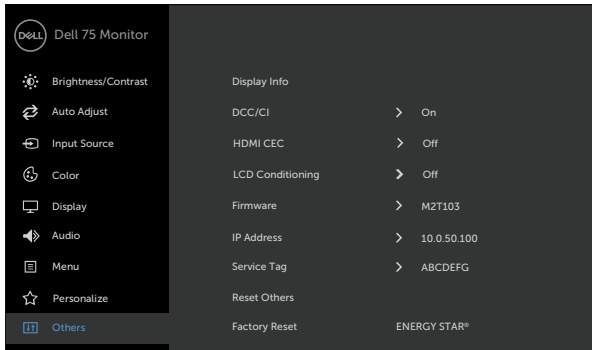 DELL Dell 75 Monitor
Brightness/Contrast Display Info
Auto Adjust DCC/CI > On
Input Source HDMI CEC > Off
Color LCD Conditioning > Off
Display Firmware > M2T103
Audio IP Address > 10.0.50.100
Menu Service Tag > ABCDEFG
Personalize Reset Others
Others Factory Reset ENERGY STAR®